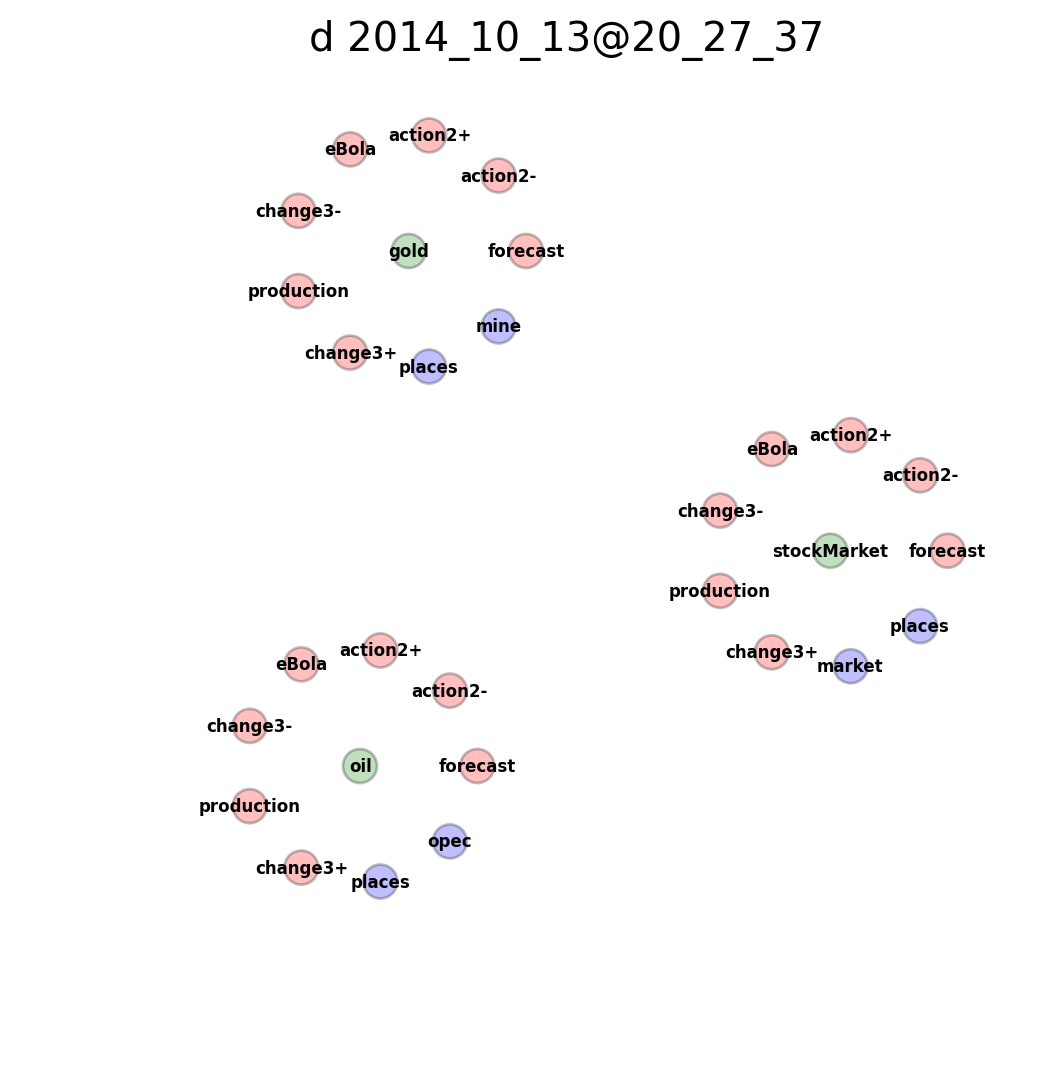 d 2014_10_13@20_27_37
action2+
eBola
action2-
change3-
gold
forecast
production
mine
change3+
places
action2+
eBola
action2-
change3-
stockMarket
forecast
production
places
change3+
market
action2+
eBola
action2-
change3-
oil
forecast
production
opec
change3+
places